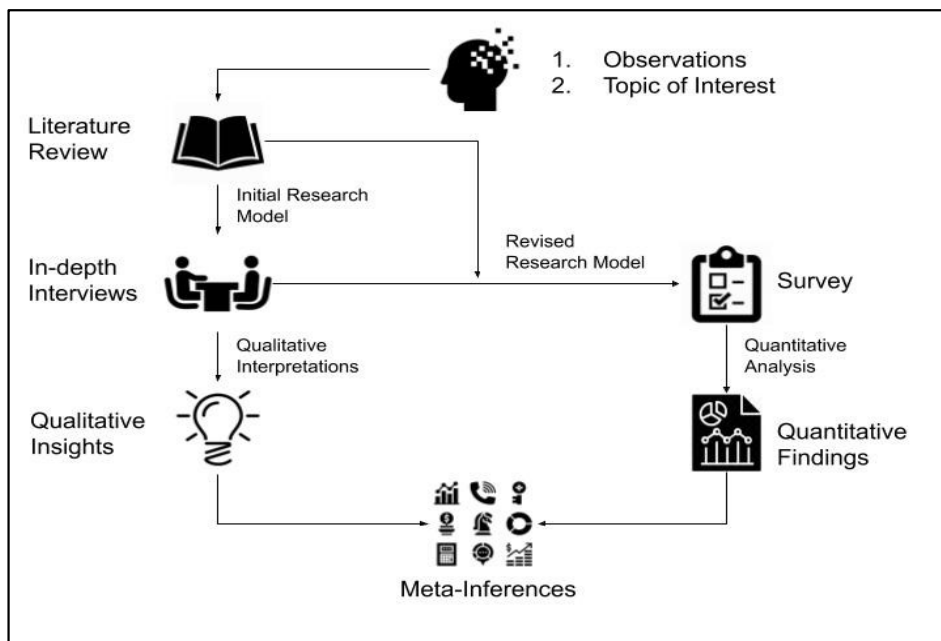 1. Observations
2. Topic of Interest
Literature
Review
Initial Research
Model
Revised
Research Model
In-depth
Interviews
Survey
Qualitative
Interpretations
Quantitative
Analysis
Qualitative
Insights
Quantitative
Findings
Meta-Inferences